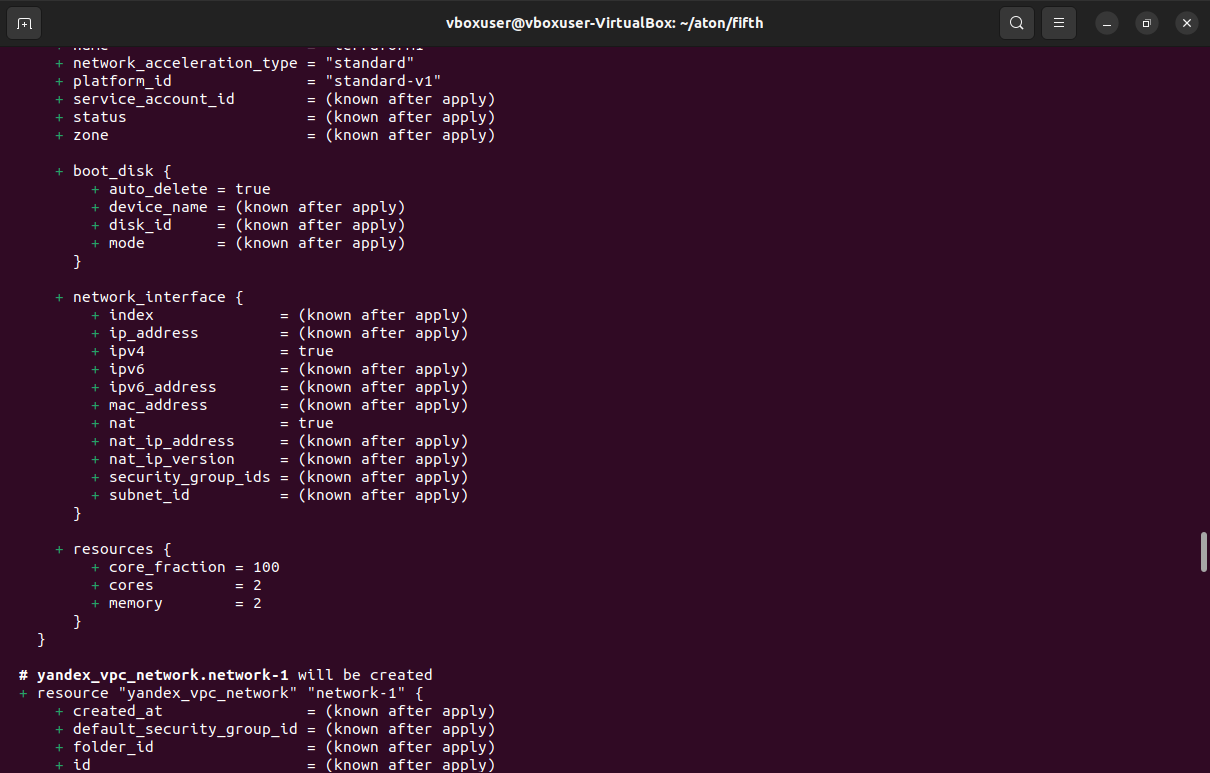 vboxuser@vboxuser-VirtualBox: ~/aton/fifth
+ network_acceleration_type = "standard"
+ platform_id               = "standard-v1"
+ service_account_id        = (known after apply)
+ status                    = (known after apply)
+ zone                      = (known after apply)
+ boot_disk {
+ auto_delete = true
+ device_name = (known after apply)
+ disk_id     = (known after apply)
+ mode        = (known after apply)
}
+ network_interface {
+ index              = (known after apply)
+ ip_address         = (known after apply)
+ ipv4               = true
+ ipv6               = (known after apply)
+ ipv6_address       = (known after apply)
+ mac_address        = (known after apply)
+ nat                = true
+ nat_ip_address     = (known after apply)
+ nat_ip_version     = (known after apply)
+ security_group_ids = (known after apply)
+ subnet_id          = (known after apply)
}
+ resources {
+ core_fraction = 100
+ cores         = 2
+ memory        = 2
}
}
# yandex_vpc_network.network-1 will be created
+ resource "yandex_vpc_network" "network-1" {
+ created_at                = (known after apply)
+ default_security_group_id = (known after apply)
+ folder_id                 = (known after apply)
+ id                        = (known after apply)